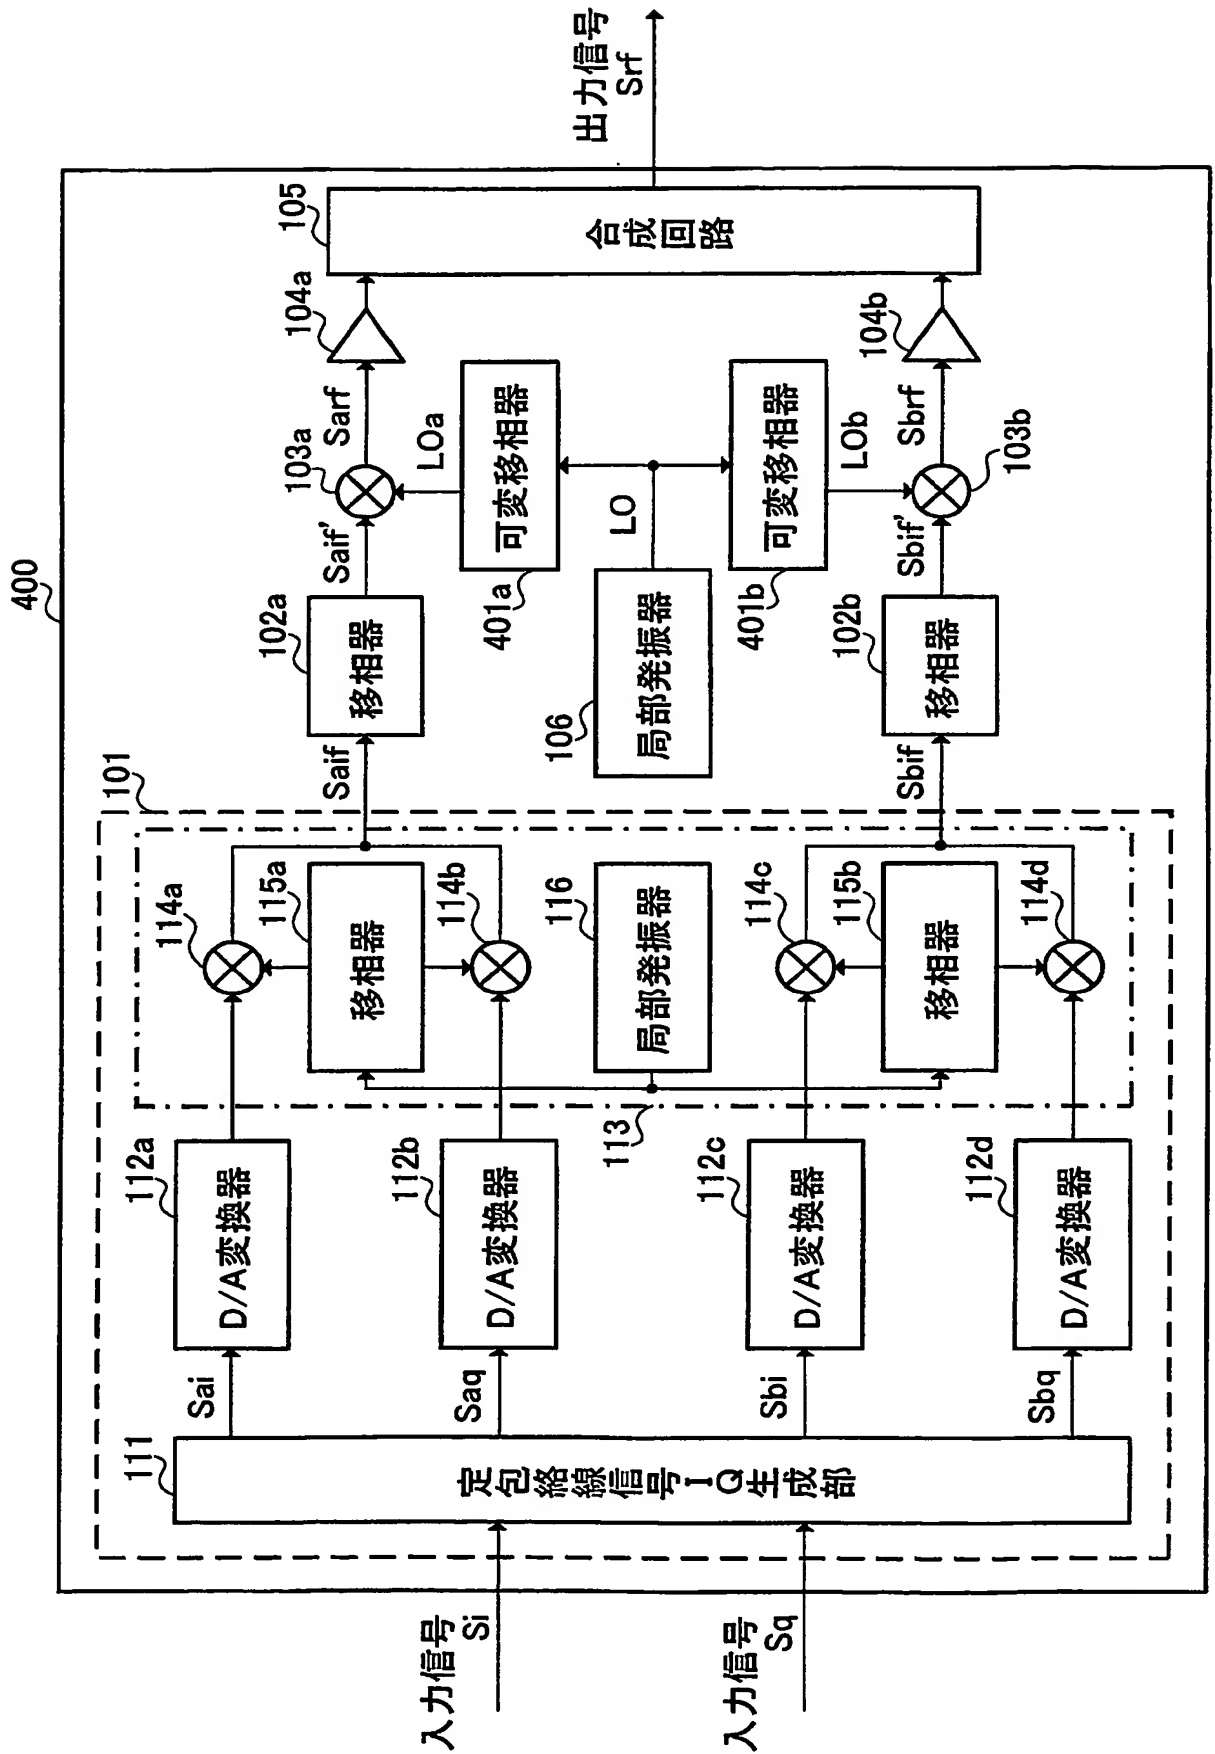 400
101
入力信号
Si
入力信号
Sq
111
定包絡線信号IQ生成部
Sai
Saq
Sbi
Sbq
112a
D/A変換器
112b
D/A変換器
112c
D/A変換器
112d
D/A変換器
113
114a
115a
移相器
114b
116
局部発振器
114c
115b
移相器
114d
Saif
Sbif
102a
移相器
106
局部発振器
102b
移相器
Saif'
LO
Sbif'
103a
401a
可変移相器
LOa
401b
可変移相器
LOb
103b
Sarf
Sbrf
104a
104b
105
合成回路
出力信号
Srf